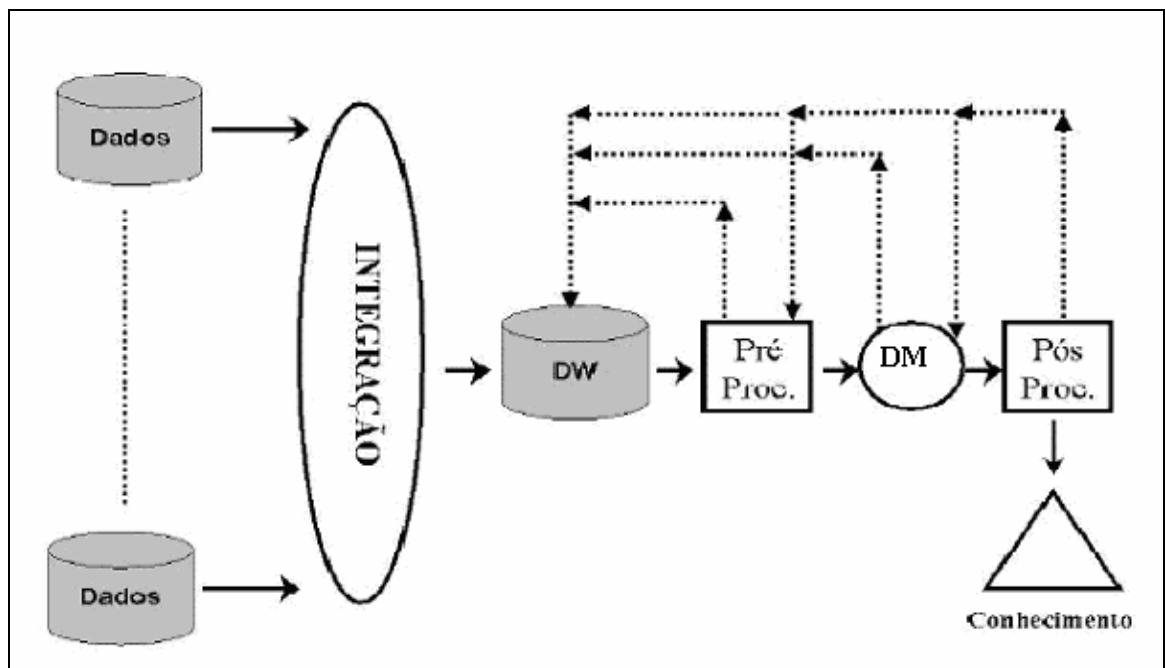 Dados
INTEGRAÇÃO
DW
Pré
Proc.
DM
Pós
Proc.
Conhecimento
Dados